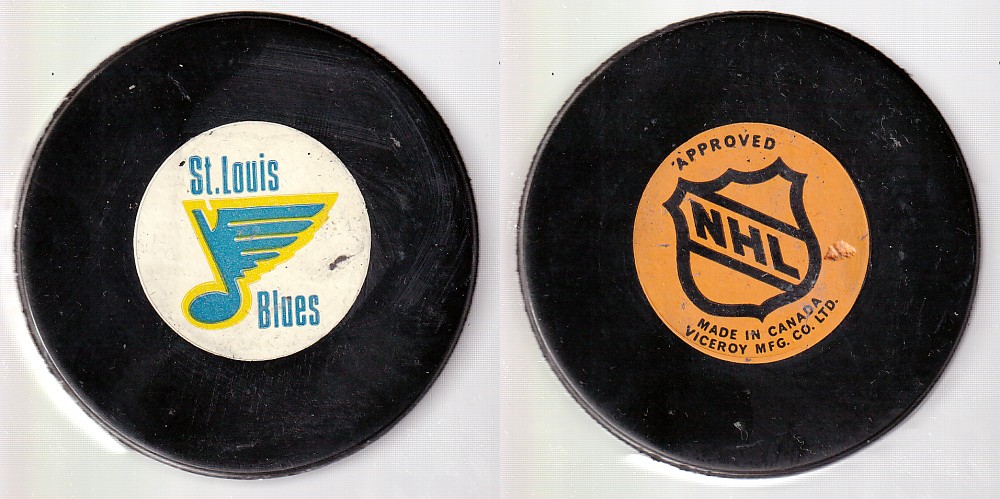 St.Louis
Blues
APPROVED
NHL
MADE IN CANADA
VICEROY MFG. CO. LTD.